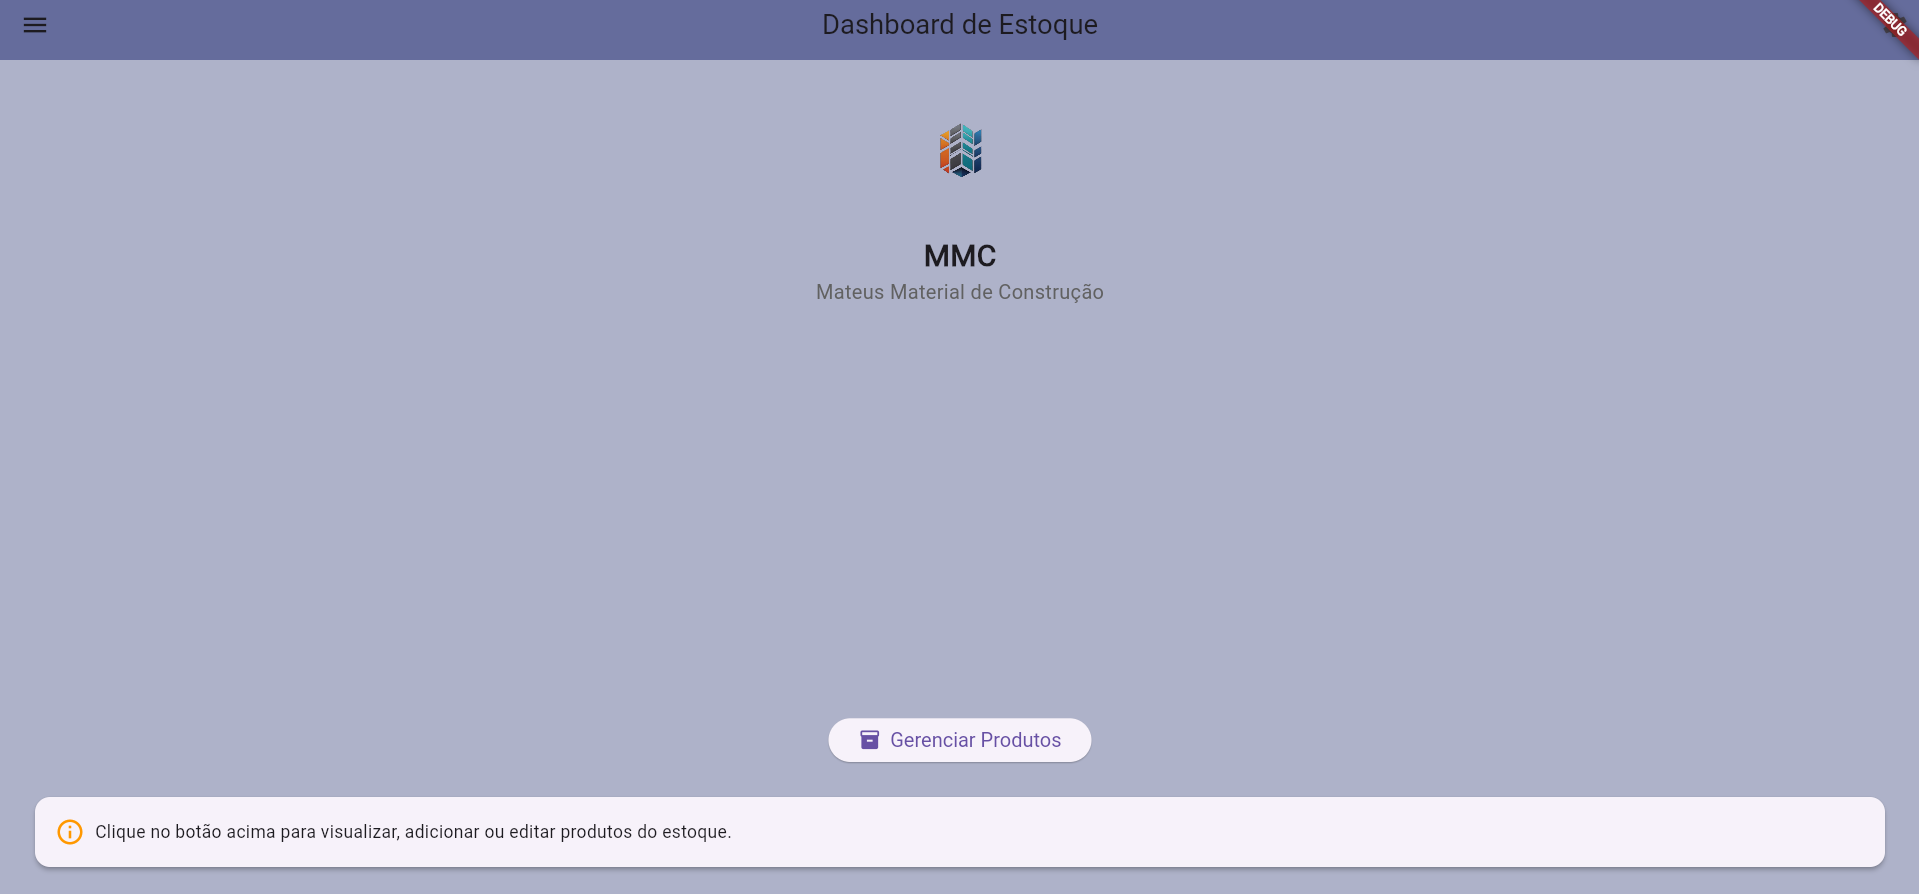 Dashboard de Estoque
DEBUG
MMC
Mateus Material de Construção
Gerenciar Produtos
Clique no botão acima para visualizar, adicionar ou editar produtos do estoque.